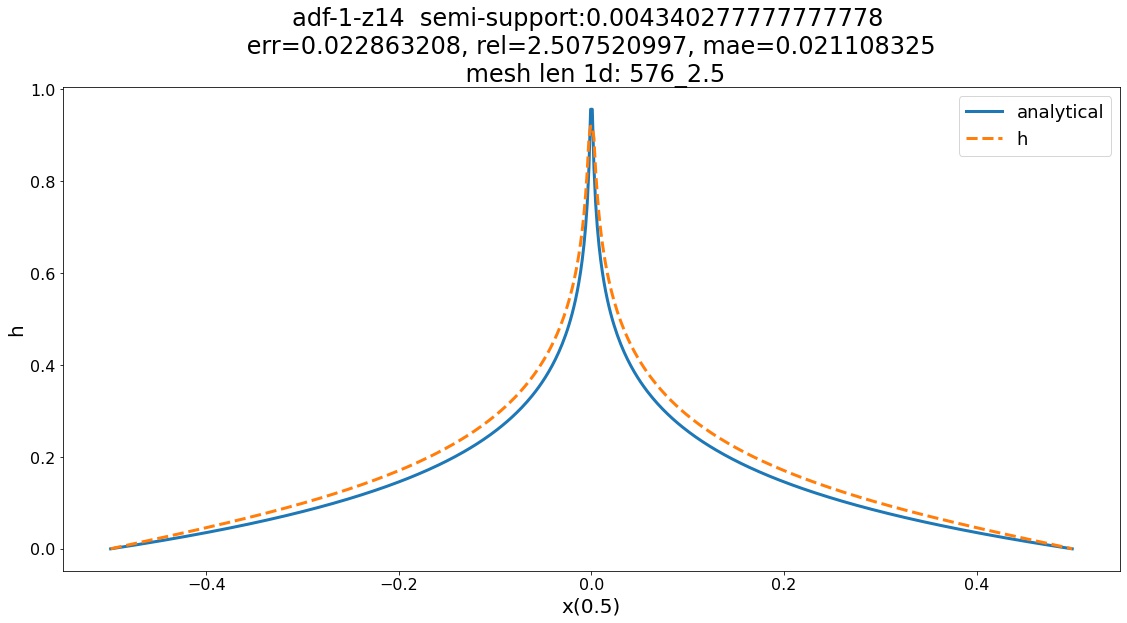 adf-1-z14 semi-support:0.004340277777777778
err=0.022863208, rel=2.507520997, mae=0.021108325
mesh len 1d: 576_2.5
analytical
h
1.0
0.8
0.6
0.4
0.2
0.0
h
−0.4
−0.2
0.0
0.2
0.4
x(0.5)